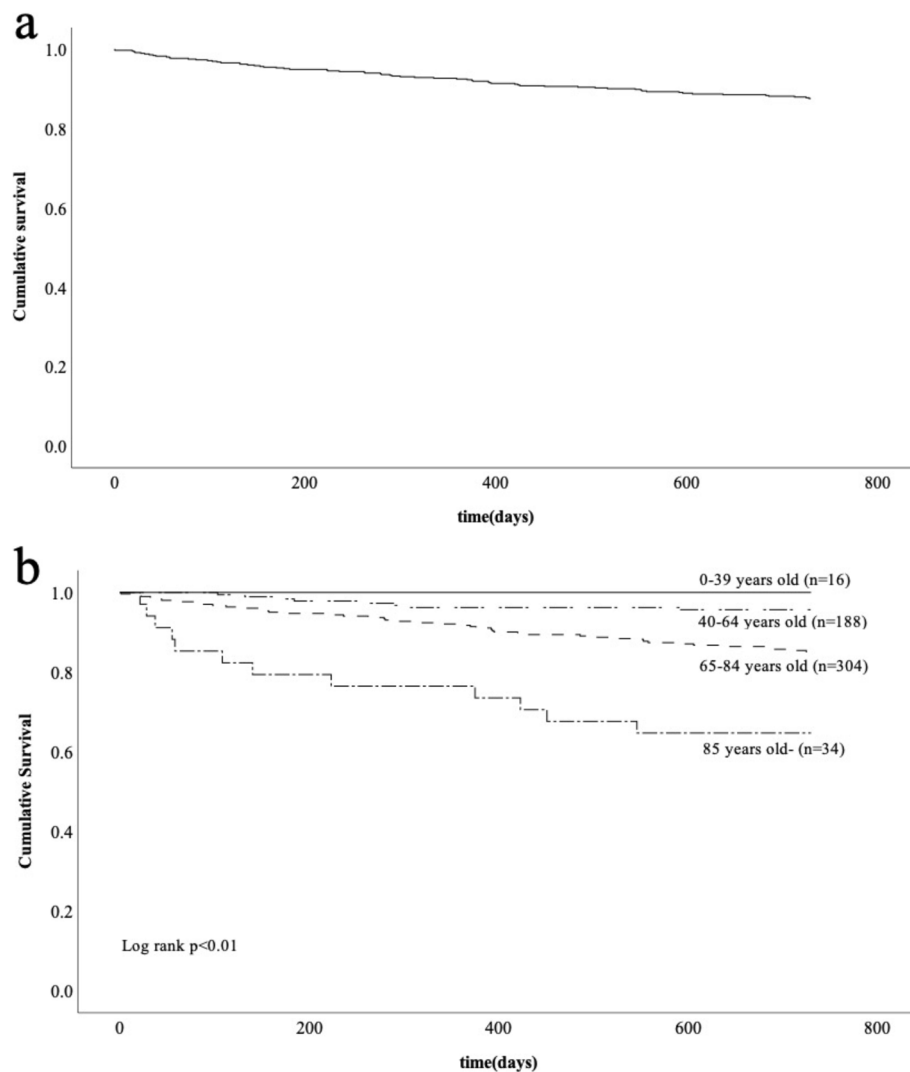 a
Cumulative survival
1.0
0.8
0.6
0.4
0.2
0.0
0 200 400 600 800
time(days)
b
Cumulative Survival
1.0
0.8
0.6
0.4
0.2
0.0
0-39 years old (n=16)
40-64 years old (n=188)
65-84 years old (n=304)
85 years old- (n=34)
Log rank p<0.01
0 200 400 600 800
time(days)